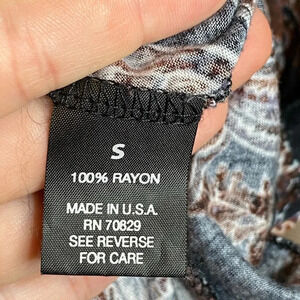 S
100% RAYON
MADE IN U.S.A.
RN 70829
SEE REVERSE
FOR CARE